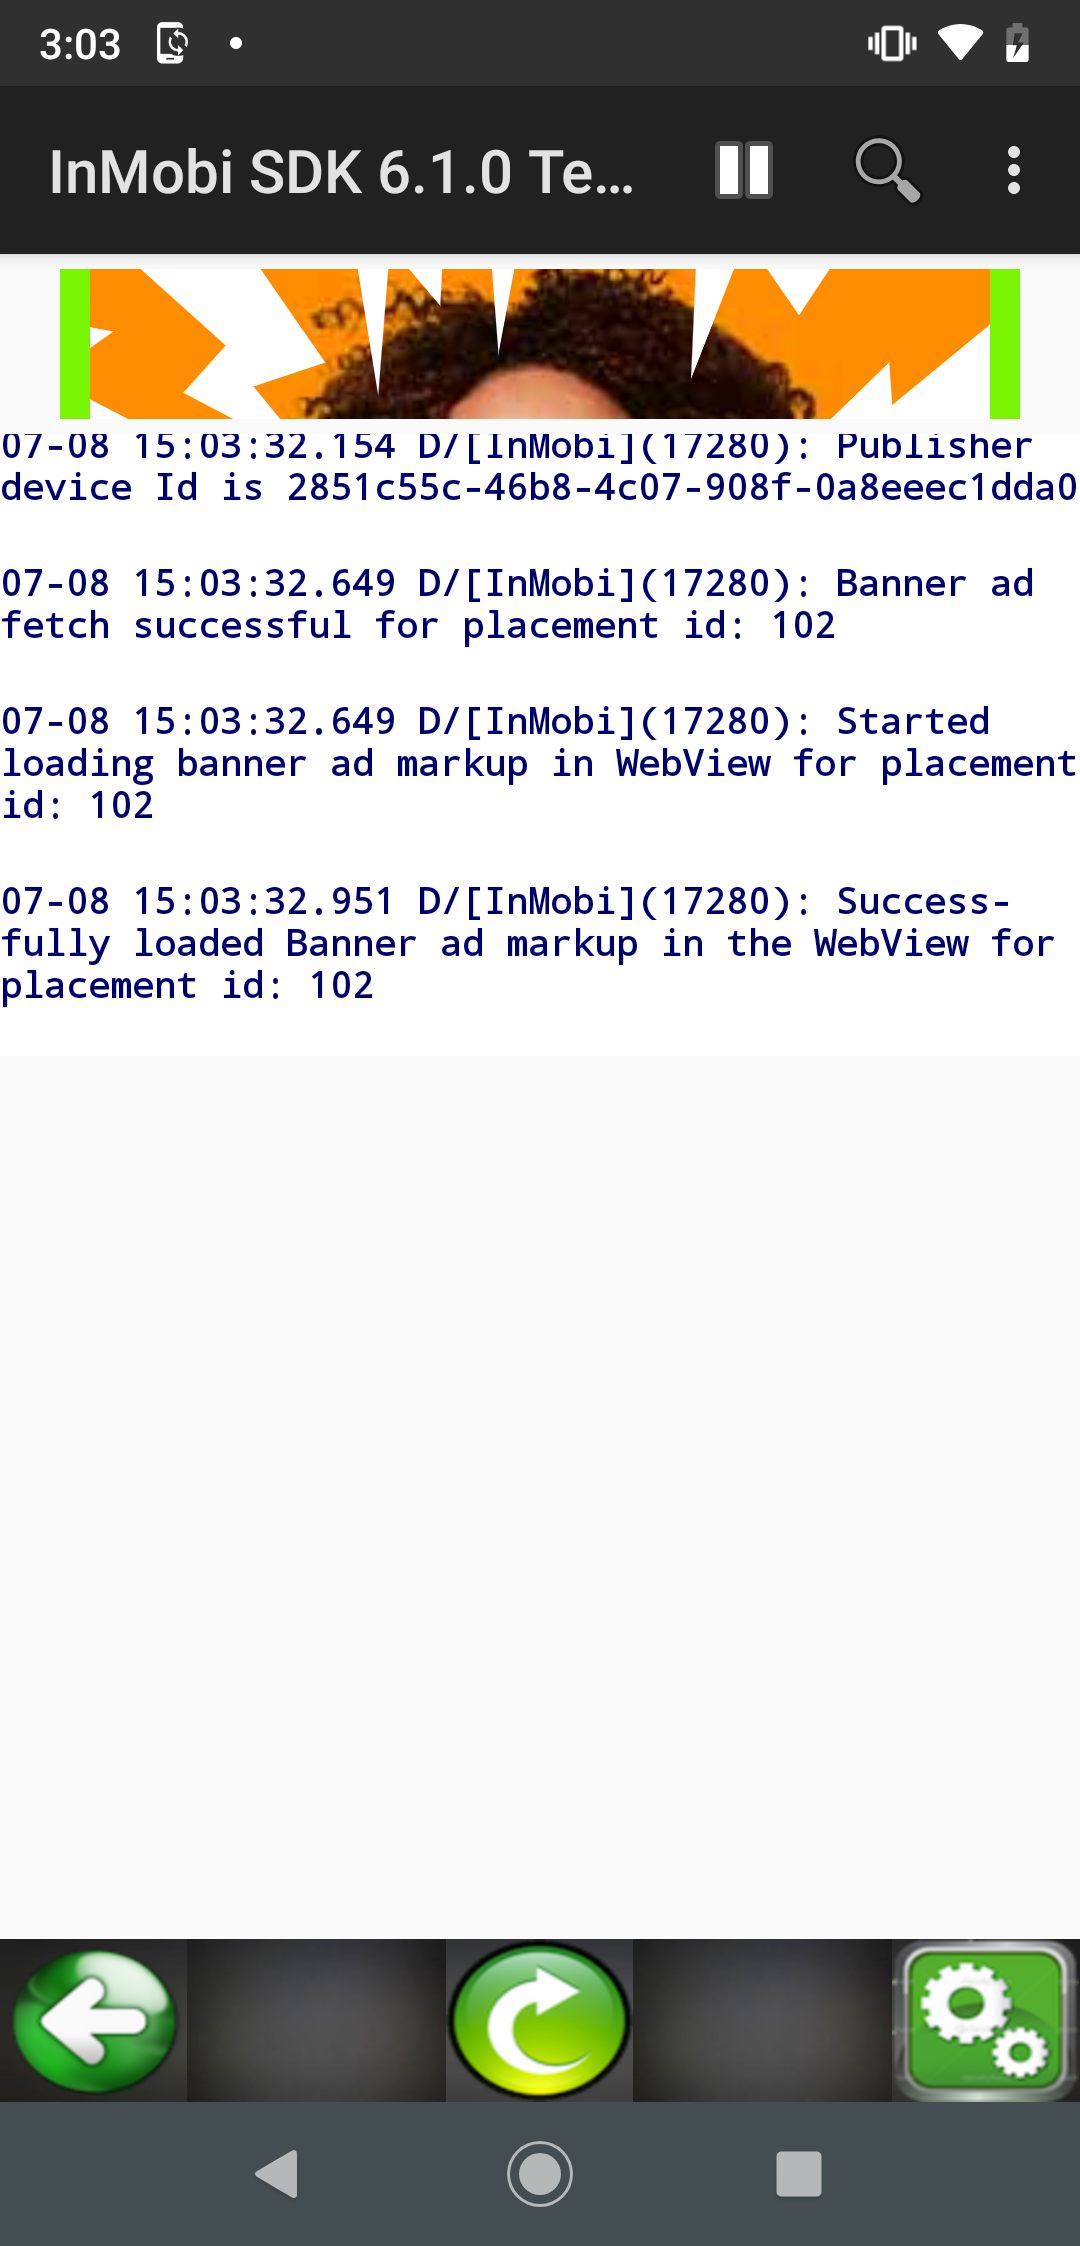 3:03
InMobi SDK 6.1.0 Te...
07-08 15:03:32.154 D/[InMobi](17280): Publisher
device Id is 2851c55c-46b8-4c07-908f-0a8eeec1dda0
07-08 15:03:32.649 D/[InMobi](17280): Banner ad
fetch successful for placement id: 102
07-08 15:03:32.649 D/[InMobi](17280): Started
loading banner ad markup in WebView for placement
id: 102
07-08 15:03:32.951 D/[InMobi](17280): Success-
fully loaded Banner ad markup in the WebView for
placement id: 102